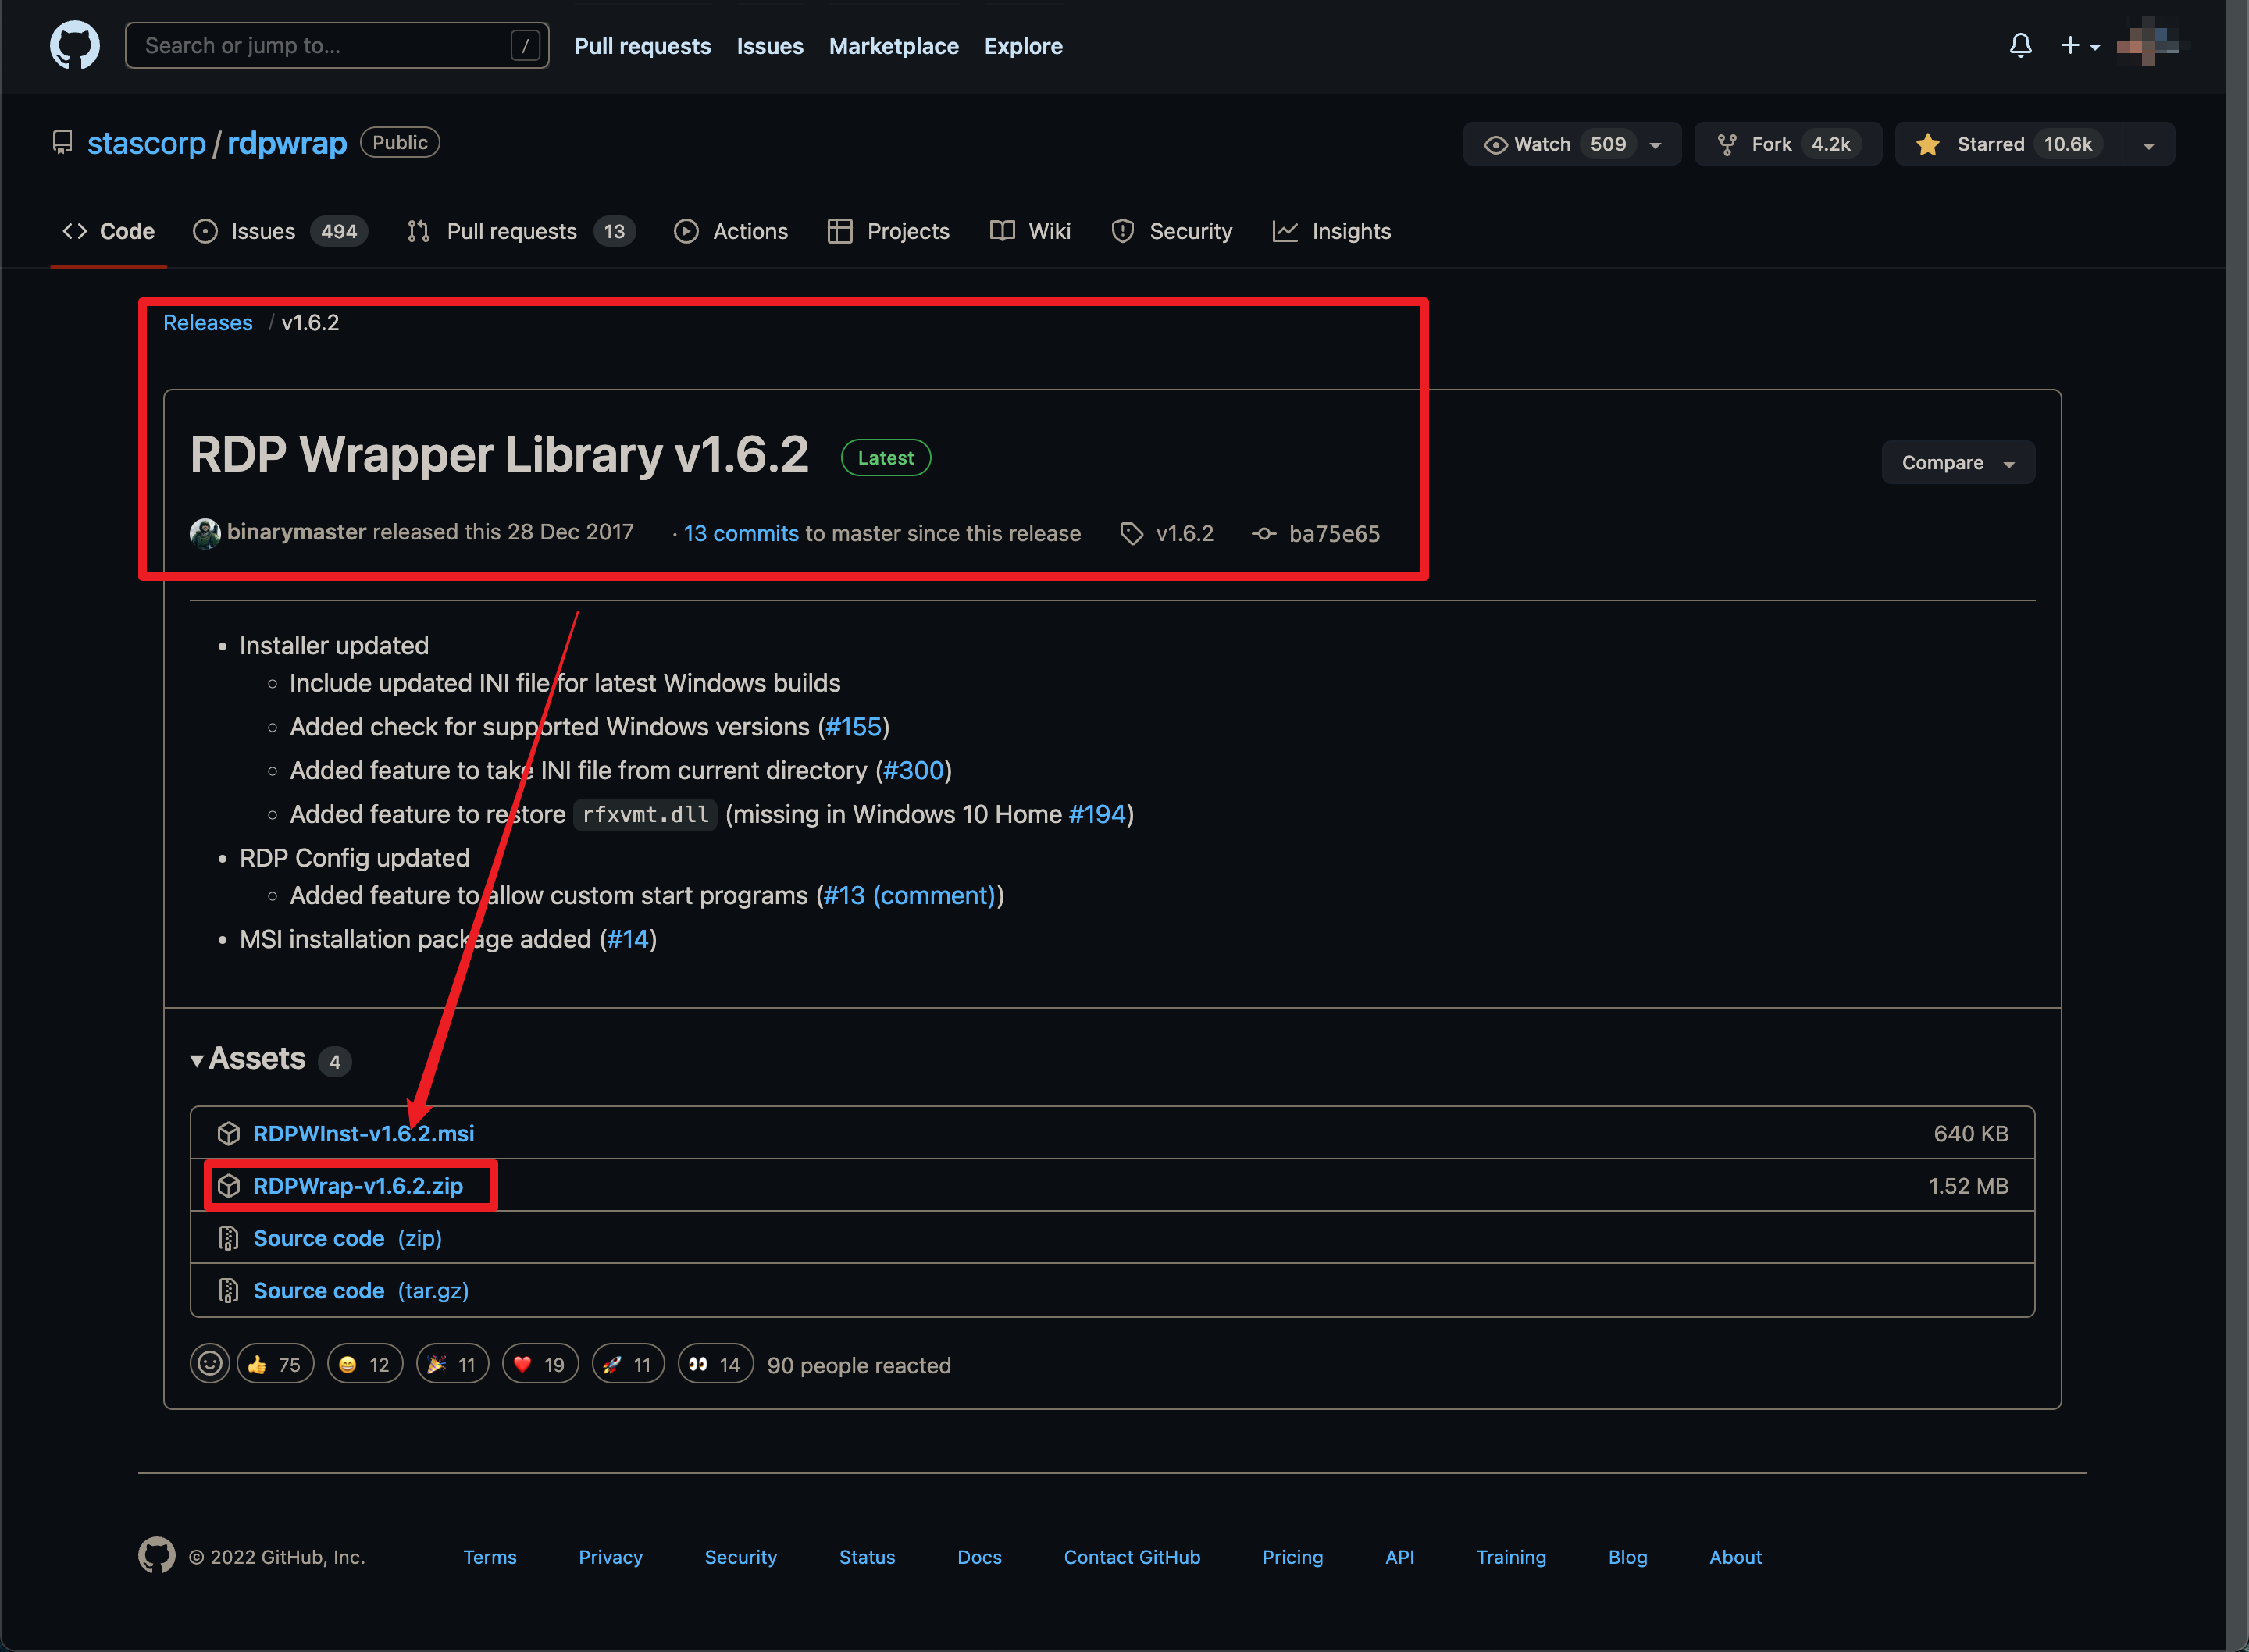 Search or jump to... / Pull requests Issues Marketplace Explore
stascorp / rdpwrap Public Watch 509 Fork 4.2k Starred 10.6k
Code Issues 494 Pull requests 13 Actions Projects Wiki Security Insights
Releases / v1.6.2
RDP Wrapper Library v1.6.2 Latest Compare
binarymaster released this 28 Dec 2017 · 13 commits to master since this release v1.6.2 ba75e65
• Installer updated
◦ Include updated INI file for latest Windows builds
◦ Added check for supported Windows versions (#155)
◦ Added feature to take INI file from current directory (#300)
◦ Added feature to restore rfxvmt.dll (missing in Windows 10 Home #194)
• RDP Config updated
◦ Added feature to allow custom start programs (#13 (comment))
• MSI installation package added (#14)
Assets 4
RDPWInst-v1.6.2.msi 640 KB
RDPWrap-v1.6.2.zip 1.52 MB
Source code (zip)
Source code (tar.gz)
👍 75 😄 12 🎉 11 ❤️ 19 🚀 11 👀 14 90 people reacted
© 2022 GitHub, Inc. Terms Privacy Security Status Docs Contact GitHub Pricing API Training Blog About